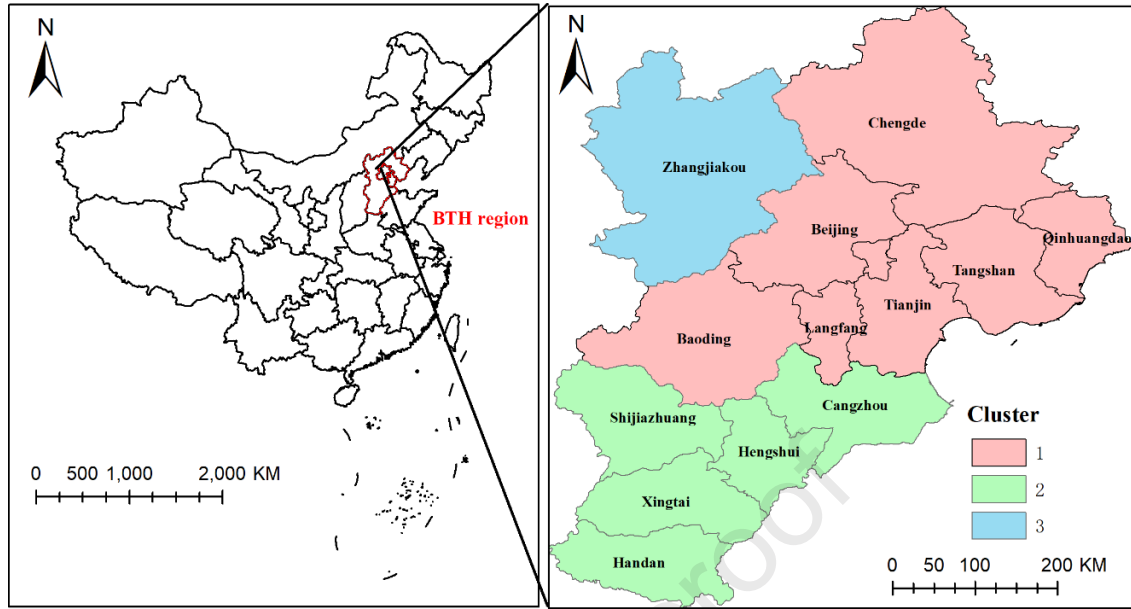 N
BTH region
0 500 1,000 2,000 KM
N
Chengde
Zhangjiakou
Beijing
Qinhuangdao
Tangshan
Tianjin
Langfang
Baoding
Cangzhou
Shijiazhuang
Hengshui
Xingtai
Handan
Cluster
1
2
3
0 50 100 200 KM
roof